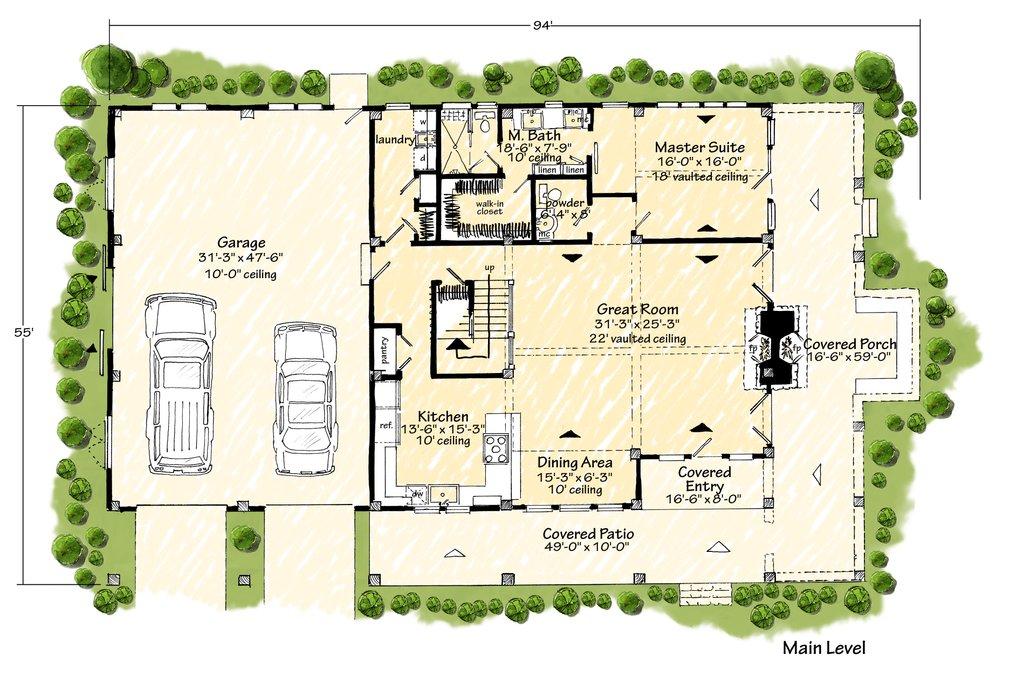 94'
55'
Garage
31'-3" x 47'-6"
10'-0" ceiling
laundry
w
d
M. Bath
18'-6" x 7'-9"
10' ceiling
mc
linen
linen
walk-in
closet
powder
6'-4" x 8'
mc
Master Suite
16'-0" x 16'-0"
18' vaulted ceiling
up
Great Room
31'-3" x 25'-3"
22' vaulted ceiling
fp
fp
Covered Porch
16'-6" x 59'-0"
pantry
ref.
Kitchen
13'-6" x 15'-3"
10' ceiling
dw
Dining Area
15'-3" x 6'-3"
10' ceiling
Covered
Entry
16'-6" x 8'-0"
Covered Patio
49'-0" x 10'-0"
Main Level